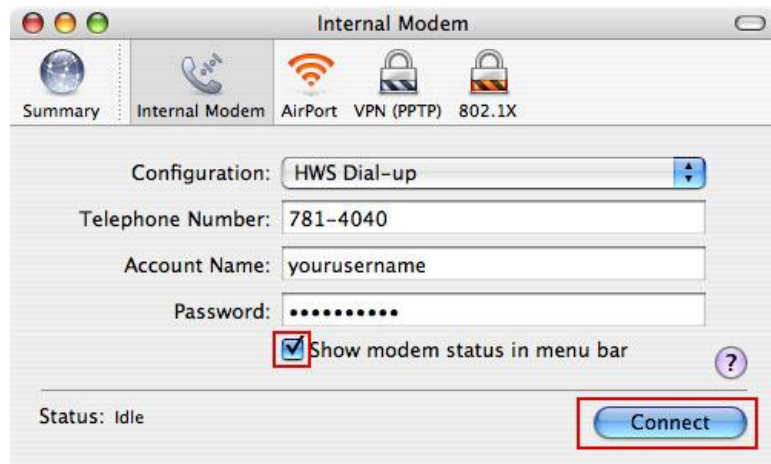 Internal Modem
Summary
Internal Modem
AirPort
VPN (PPTP)
802.1X
Configuration: HWS Dial-up
Telephone Number: 781-4040
Account Name: yourusername
Password: ••••••••••
Show modem status in menu bar
?
Status: Idle
Connect